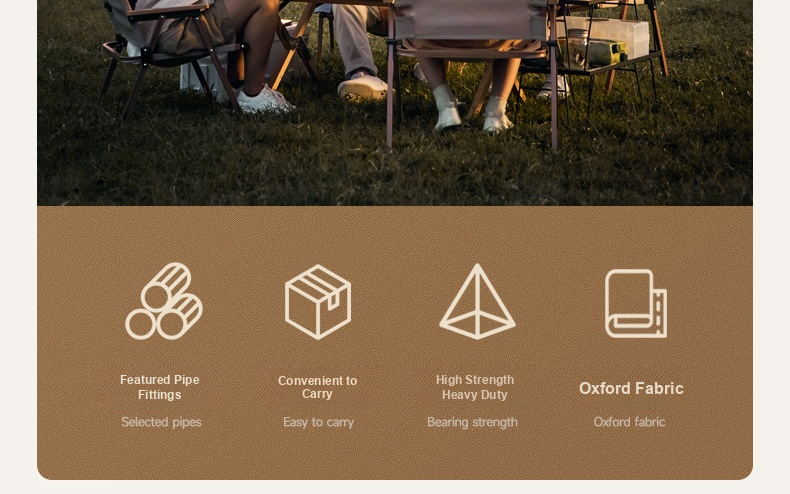 Featured Pipe
Fittings
Selected pipes
Convenient to
Carry
Easy to carry
High Strength
Heavy Duty
Bearing strength
Oxford Fabric
Oxford fabric